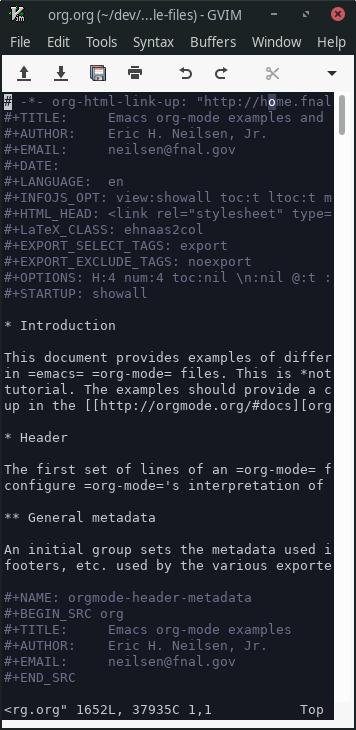 org.org (~/dev/...le-files) - GVIM
File Edit Tools Syntax Buffers Window
# -*- org-html-link-up: "http://home.fnal
#+TITLE:     Emacs org-mode examples and
#+AUTHOR:    Eric H. Neilsen, Jr.
#+EMAIL:     neilsen@fnal.gov
#+DATE:
#+LANGUAGE:  en
#+INFOJS_OPT: view:showall toc:t ltoc:t m
#+HTML_HEAD: <link rel="stylesheet" type=
#+LaTeX_CLASS: ehnaas2col
#+EXPORT_SELECT_TAGS: export
#+EXPORT_EXCLUDE_TAGS: noexport
#+OPTIONS: H:4 num:4 toc:nil \n:nil @:t :
#+STARTUP: showall
* Introduction
This document provides examples of differ
in =emacs= =org-mode= files. This is *not
tutorial. The examples should provide a c
up in the [[http://orgmode.org/#docs][org
* Header
The first set of lines of an =org-mode= f
configure =org-mode='s interpretation of
** General metadata
An initial group sets the metadata used i
footers, etc. used by the various exporte
#+NAME: orgmode-header-metadata
#+BEGIN_SRC org
#+TITLE:     Emacs org-mode examples
#+AUTHOR:    Eric H. Neilsen, Jr.
#+EMAIL:     neilsen@fnal.gov
#+END_SRC
<rg.org" 1652L, 37935C 1,1           Top